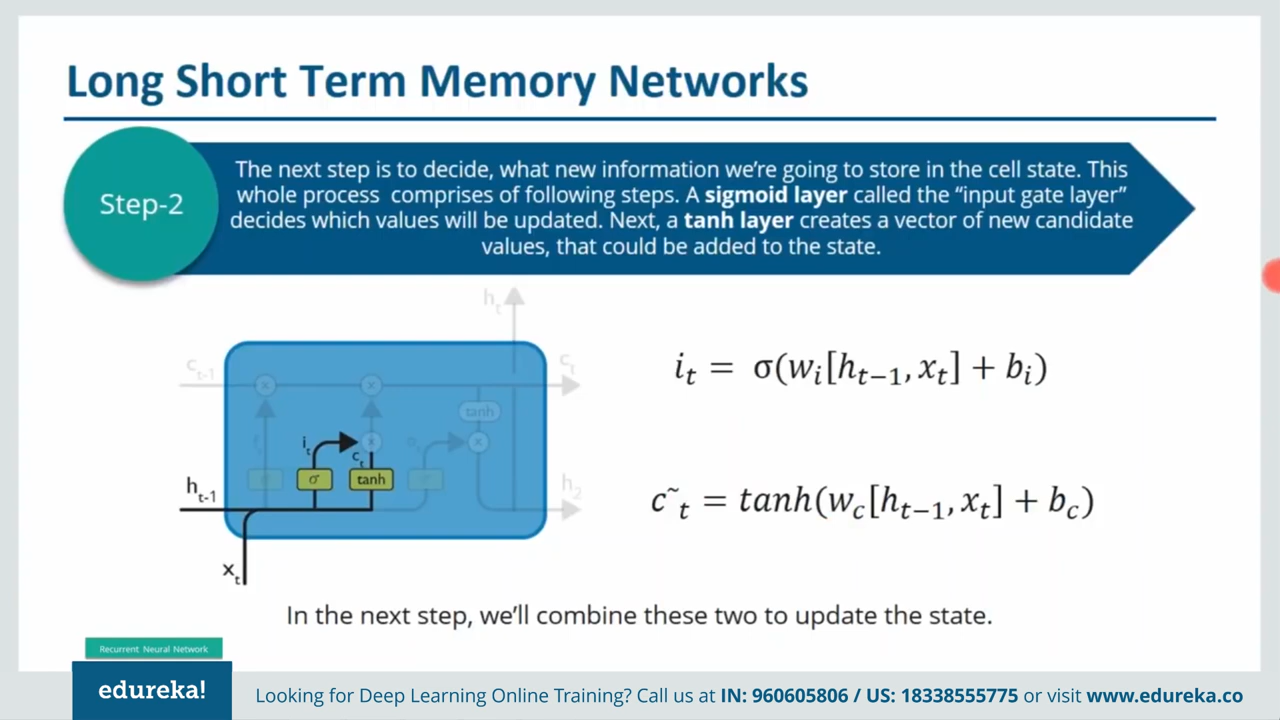 Long Short Term Memory Networks
Step-2
The next step is to decide, what new information we're going to store in the cell state. This
whole process comprises of following steps. A sigmoid layer called the "input gate layer"
decides which values will be updated. Next, a tanh layer creates a vector of new candidate
values, that could be added to the state.
h_t
c_{t-1}
c_t
x
x
tanh
f_t
i_t
x
o_t
x
c_t
σ
σ
tanh
σ
h_{t-1}
h_2
x_t
i_t = σ(w_i[h_{t-1}, x_t] + b_i)
c~_t = tanh(w_c[h_{t-1}, x_t] + b_c)
In the next step, we'll combine these two to update the state.
Recurrent Neural Network
edureka!
Looking for Deep Learning Online Training? Call us at IN: 960605806 / US: 18338555775 or visit www.edureka.co